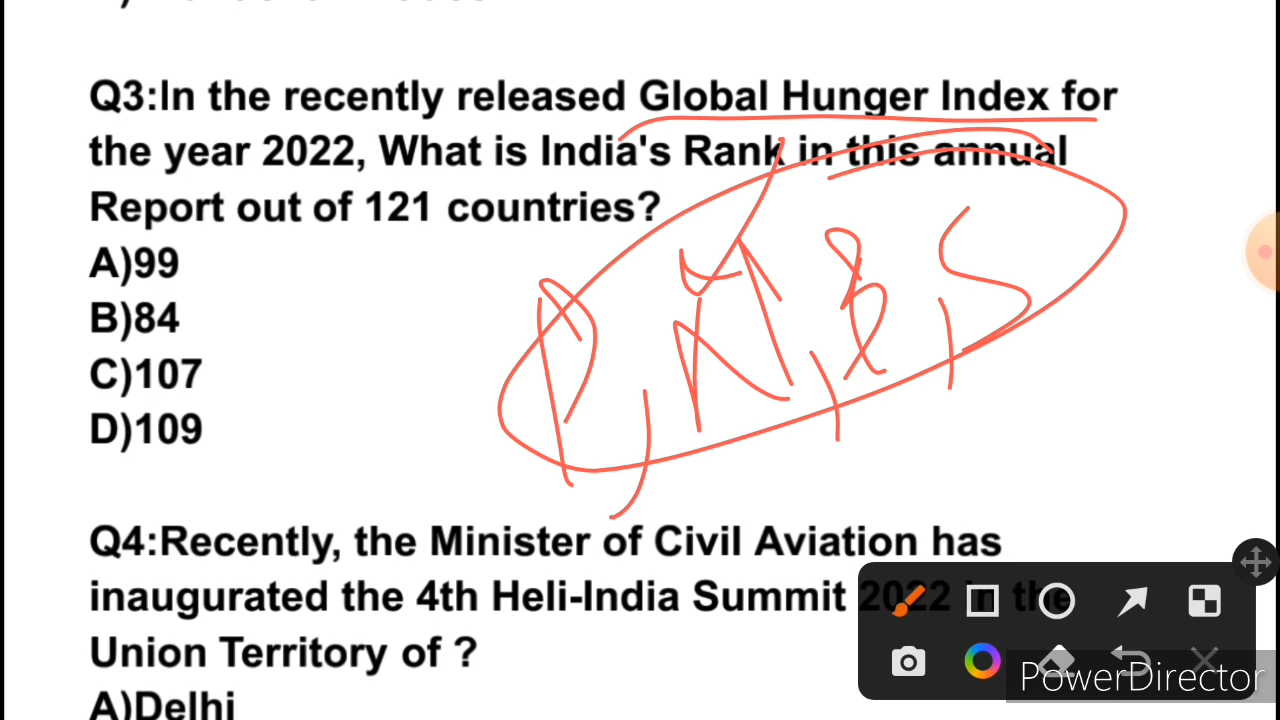 Q3:In the recently released Global Hunger Index for
the year 2022, What is India's Rank in this annual
Report out of 121 countries?
A)99
B)84
C)107
D)109
P, N, B, S
Q4:Recently, the Minister of Civil Aviation has
inaugurated the 4th Heli-India Summit 2022 in the
Union Territory of ?
A)Delhi
PowerDirector